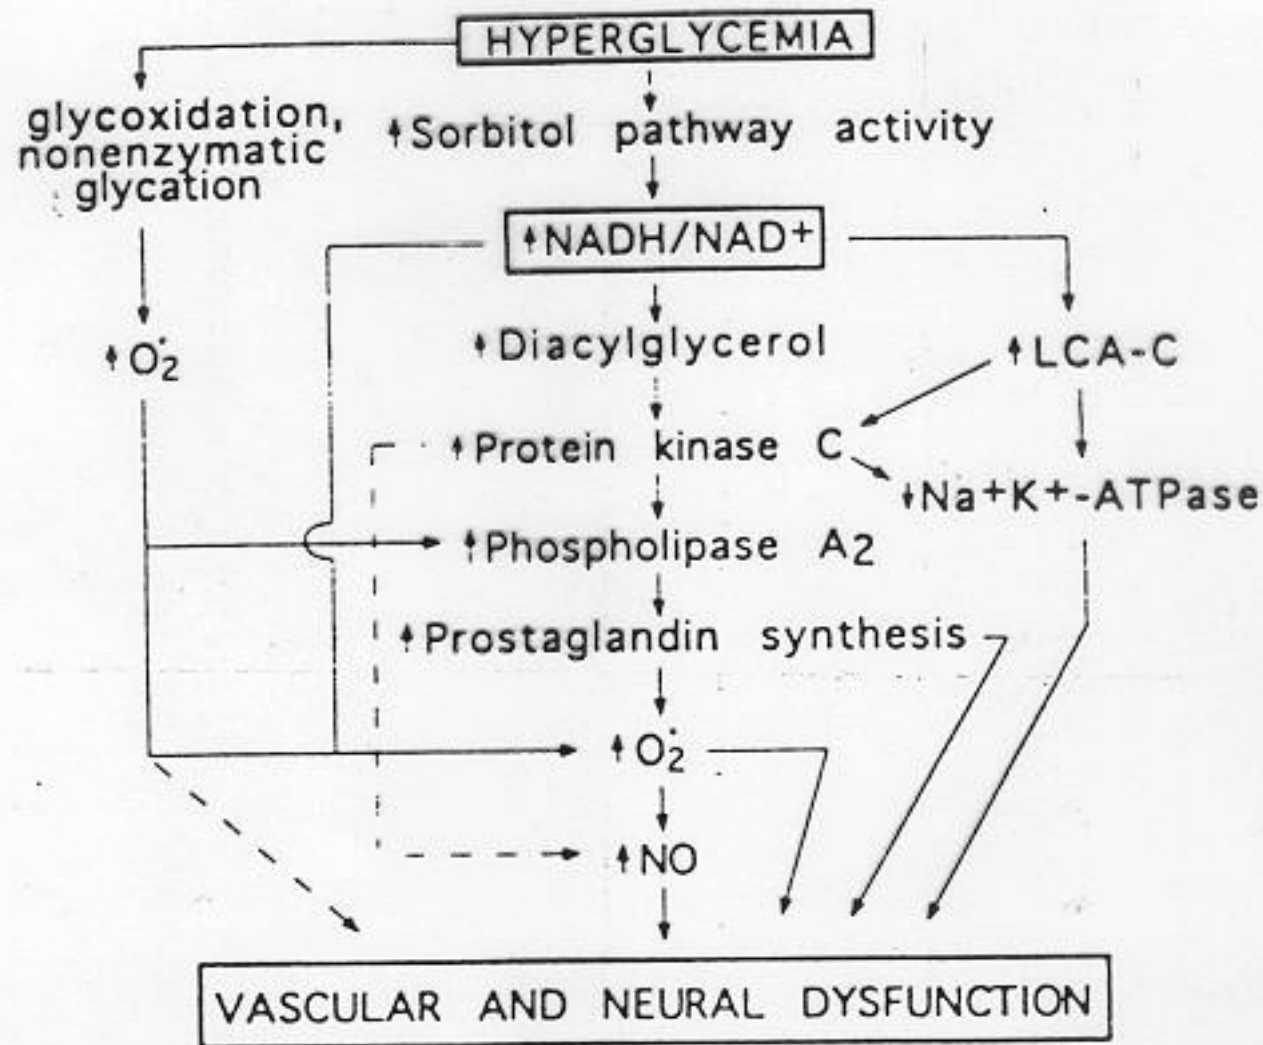 HYPERGLYCEMIA
glycoxidation,
nonenzymatic
glycation
↑Sorbitol pathway activity
↑NADH/NAD+
↑O₂˙
↑Diacylglycerol
↑LCA-C
↑Protein kinase C
↓Na⁺K⁺-ATPase
↑Phospholipase A2
↑Prostaglandin synthesis
↑O₂˙
↑NO
VASCULAR AND NEURAL DYSFUNCTION